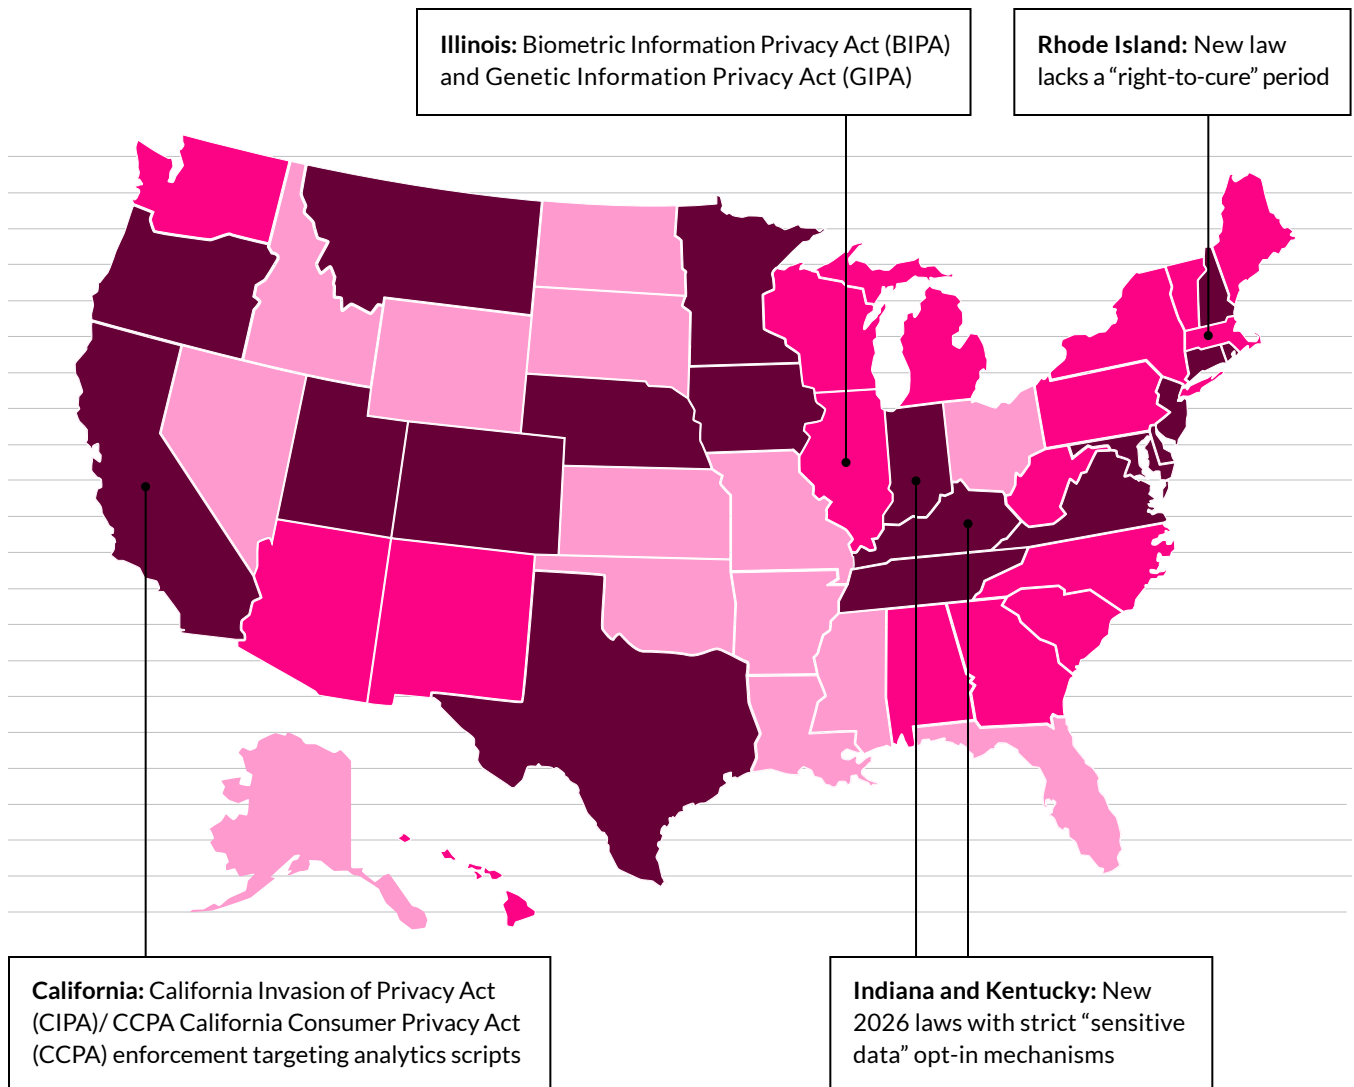 Illinois: Biometric Information Privacy Act (BIPA)
and Genetic Information Privacy Act (GIPA)
Rhode Island: New law
lacks a “right-to-cure” period
California: California Invasion of Privacy Act
(CIPA)/ CCPA California Consumer Privacy Act
(CCPA) enforcement targeting analytics scripts
Indiana and Kentucky: New
2026 laws with strict “sensitive
data” opt-in mechanisms